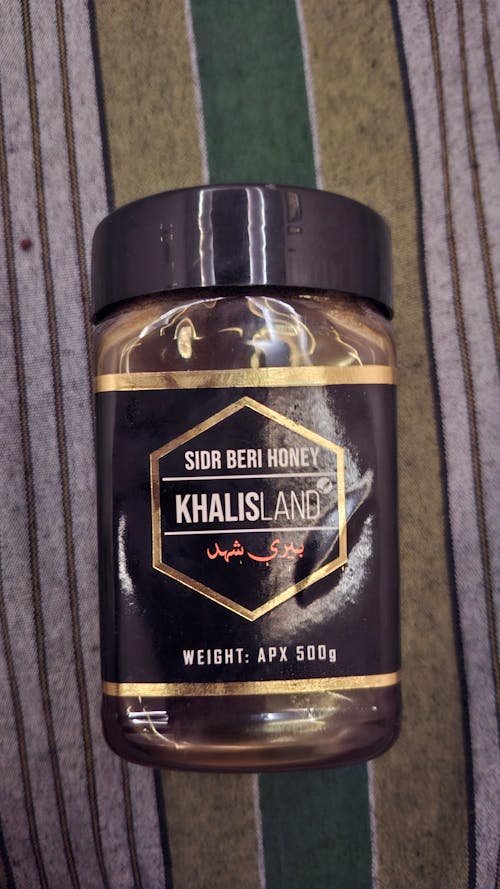 SIDR BERI HONEY
KHALISLAND
بیری شہد
WEIGHT: APX 500g